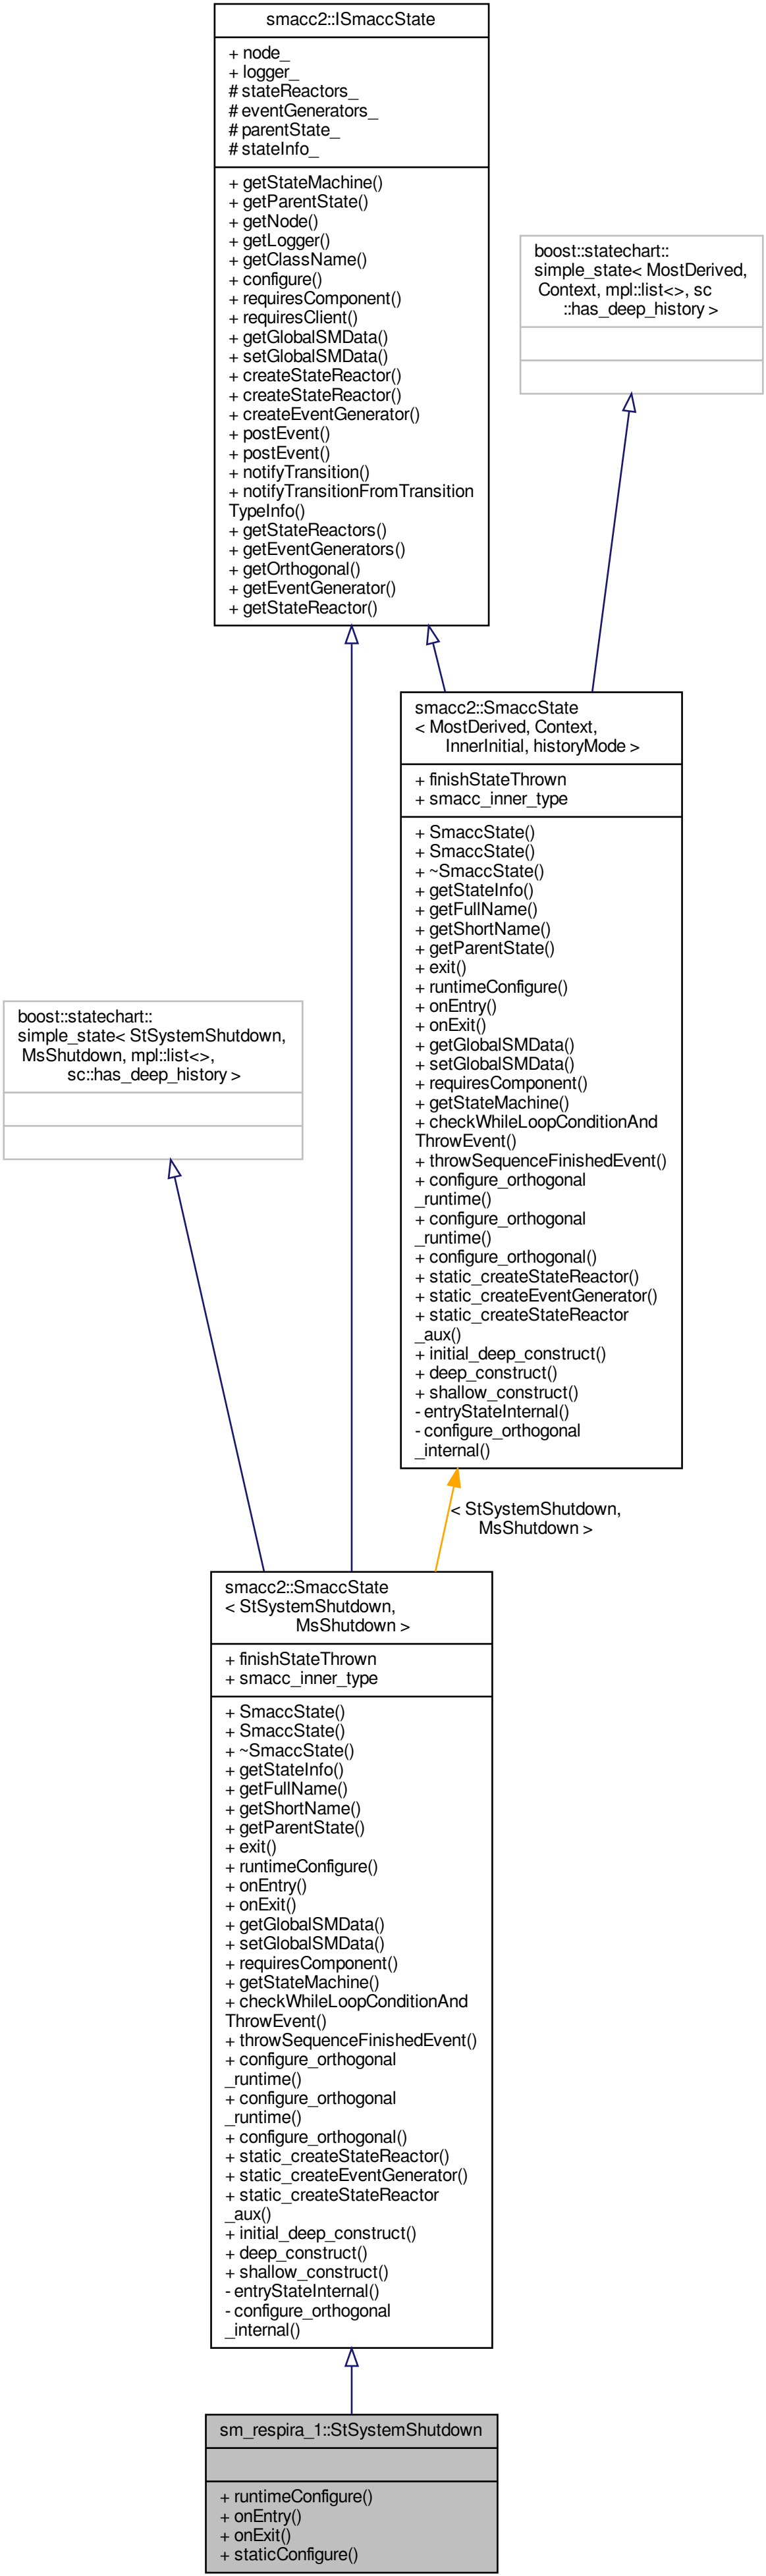 smacc2::ISmaccState
+ node_
+ logger_
# stateReactors_
# eventGenerators_
# parentState_
# stateInfo_
+ getStateMachine()
+ getParentState()
+ getNode()
+ getLogger()
+ getClassName()
+ configure()
+ requiresComponent()
+ requiresClient()
+ getGlobalSMData()
+ setGlobalSMData()
+ createStateReactor()
+ createStateReactor()
+ createEventGenerator()
+ postEvent()
+ postEvent()
+ notifyTransition()
+ notifyTransitionFromTransition
TypeInfo()
+ getStateReactors()
+ getEventGenerators()
+ getOrthogonal()
+ getEventGenerator()
+ getStateReactor()
boost::statechart::
simple_state< MostDerived,
Context, mpl::list<>, sc
::has_deep_history >
smacc2::SmaccState
< MostDerived, Context,
InnerInitial, historyMode >
+ finishStateThrown
+ smacc_inner_type
+ SmaccState()
+ SmaccState()
+ ~SmaccState()
+ getStateInfo()
+ getFullName()
+ getShortName()
+ getParentState()
+ exit()
+ runtimeConfigure()
+ onEntry()
+ onExit()
+ getGlobalSMData()
+ setGlobalSMData()
+ requiresComponent()
+ getStateMachine()
+ checkWhileLoopConditionAnd
ThrowEvent()
+ throwSequenceFinishedEvent()
+ configure_orthogonal
_runtime()
+ configure_orthogonal
_runtime()
+ configure_orthogonal()
+ static_createStateReactor()
+ static_createEventGenerator()
+ static_createStateReactor
_aux()
+ initial_deep_construct()
+ deep_construct()
+ shallow_construct()
- entryStateInternal()
- configure_orthogonal
_internal()
boost::statechart::
simple_state< StSystemShutdown,
MsShutdown, mpl::list<>,
sc::has_deep_history >
< StSystemShutdown,
MsShutdown >
smacc2::SmaccState
< StSystemShutdown,
MsShutdown >
+ finishStateThrown
+ smacc_inner_type
+ SmaccState()
+ SmaccState()
+ ~SmaccState()
+ getStateInfo()
+ getFullName()
+ getShortName()
+ getParentState()
+ exit()
+ runtimeConfigure()
+ onEntry()
+ onExit()
+ getGlobalSMData()
+ setGlobalSMData()
+ requiresComponent()
+ getStateMachine()
+ checkWhileLoopConditionAnd
ThrowEvent()
+ throwSequenceFinishedEvent()
+ configure_orthogonal
_runtime()
+ configure_orthogonal
_runtime()
+ configure_orthogonal()
+ static_createStateReactor()
+ static_createEventGenerator()
+ static_createStateReactor
_aux()
+ initial_deep_construct()
+ deep_construct()
+ shallow_construct()
- entryStateInternal()
- configure_orthogonal
_internal()
sm_respira_1::StSystemShutdown
+ runtimeConfigure()
+ onEntry()
+ onExit()
+ staticConfigure()